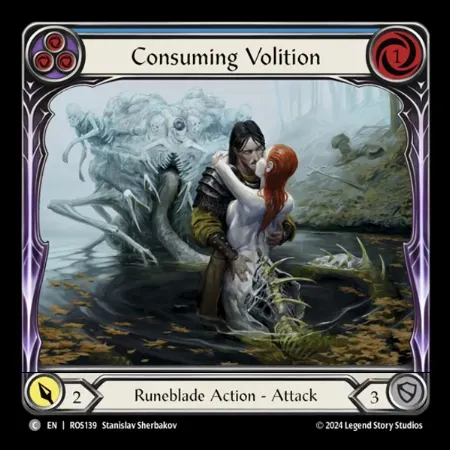 Consuming Volition
1
2
Runeblade Action - Attack
3
C EN | ROS139 Stanislav Sherbakov
© 2024 Legend Story Studios